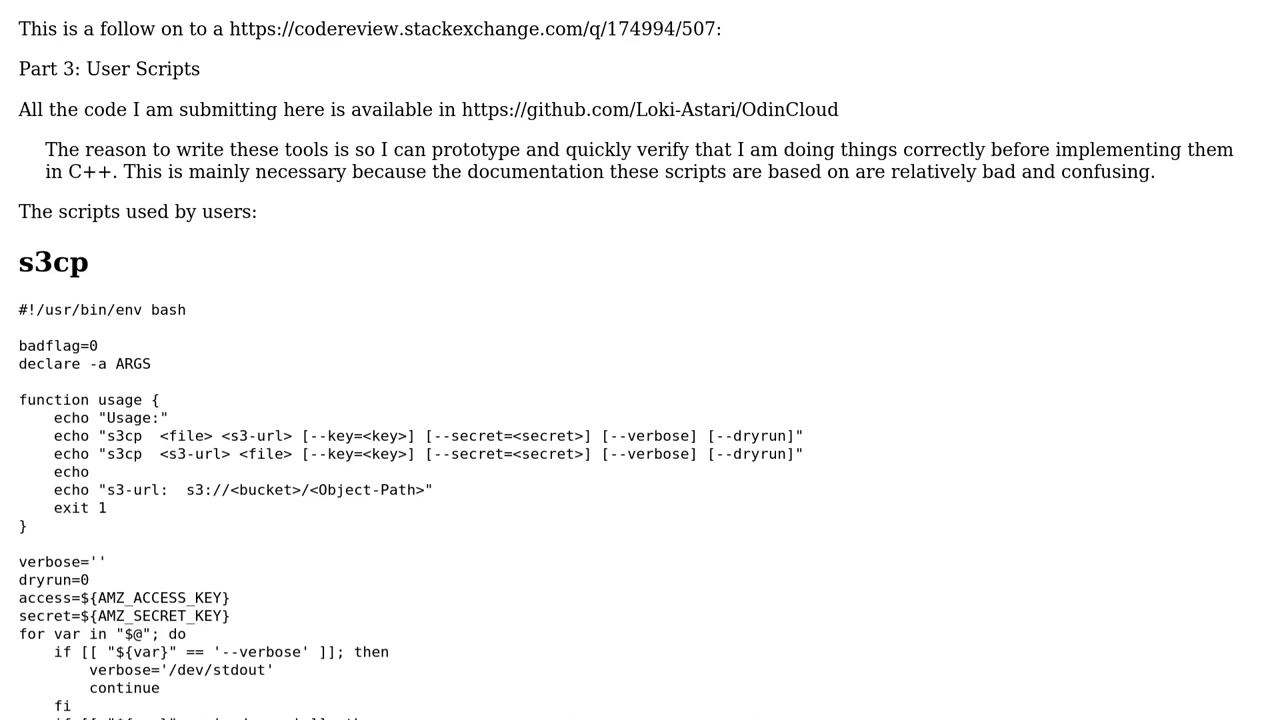 This is a follow on to a https://codereview.stackexchange.com/q/174994/507:
Part 3: User Scripts
All the code I am submitting here is available in https://github.com/Loki-Astari/OdinCloud
The reason to write these tools is so I can prototype and quickly verify that I am doing things correctly before implementing them
in C++. This is mainly necessary because the documentation these scripts are based on are relatively bad and confusing.
The scripts used by users:
s3cp
#!/usr/bin/env bash
badflag=0
declare -a ARGS
function usage {
    echo "Usage:"
    echo "s3cp  <file> <s3-url> [--key=<key>] [--secret=<secret>] [--verbose] [--dryrun]"
    echo "s3cp  <s3-url> <file> [--key=<key>] [--secret=<secret>] [--verbose] [--dryrun]"
    echo
    echo "s3-url:  s3://<bucket>/<Object-Path>"
    exit 1
}
verbose=''
dryrun=0
access=${AMZ_ACCESS_KEY}
secret=${AMZ_SECRET_KEY}
for var in "$@"; do
    if [[ "${var}" == '--verbose' ]]; then
        verbose='/dev/stdout'
        continue
    fi